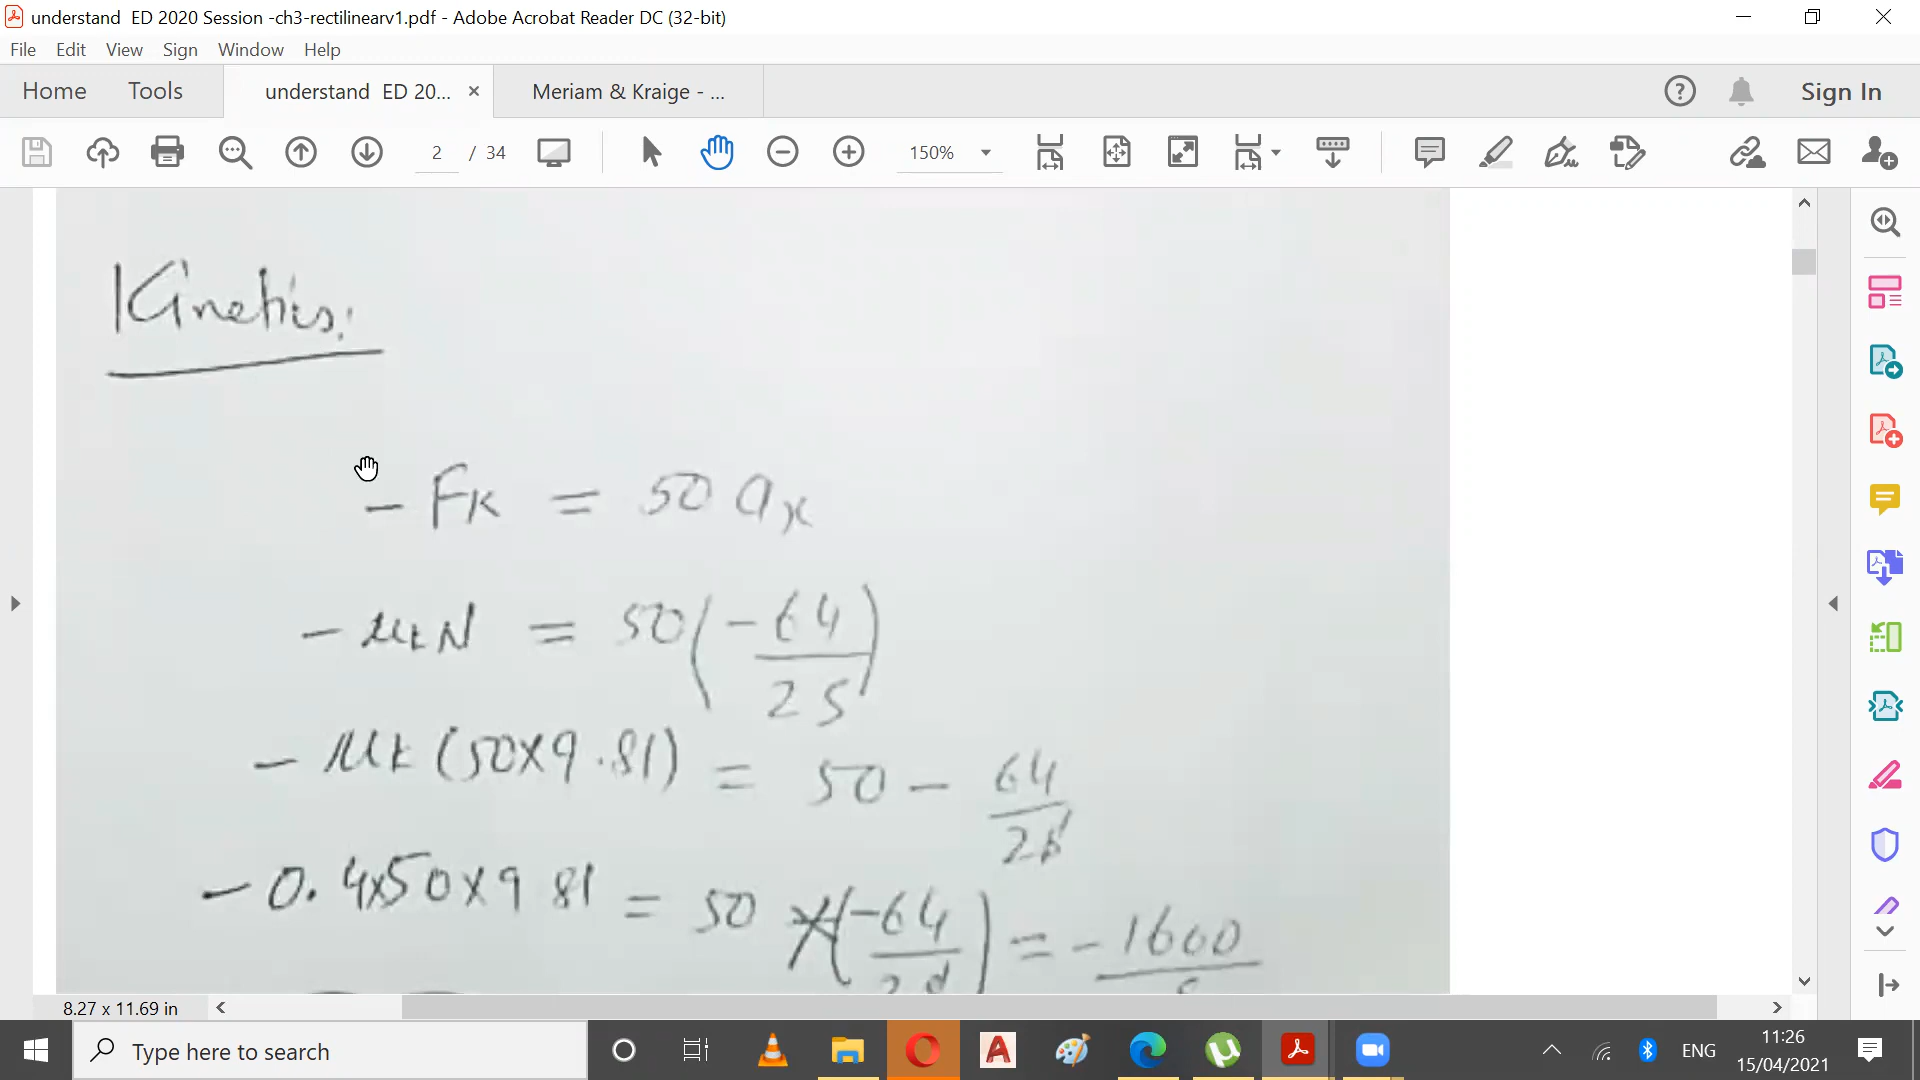 understand ED 2020 Session -ch3-rectilinearv1.pdf - Adobe Acrobat Reader DC (32-bit)
File Edit View Sign Window Help
Home Tools understand ED 20... × Meriam & Kraige - ... Sign In
2 / 34 150%
Kinetics:
- FK = 50 ax
- μk N = 50 (-64/2S)
- μk (50×9.81) = 50 - 64/2s
- 0.4×50×9 81 = 50 ×(-64/2s) = -1600/s
8.27 x 11.69 in
Type here to search
ENG
11:26
15/04/2021